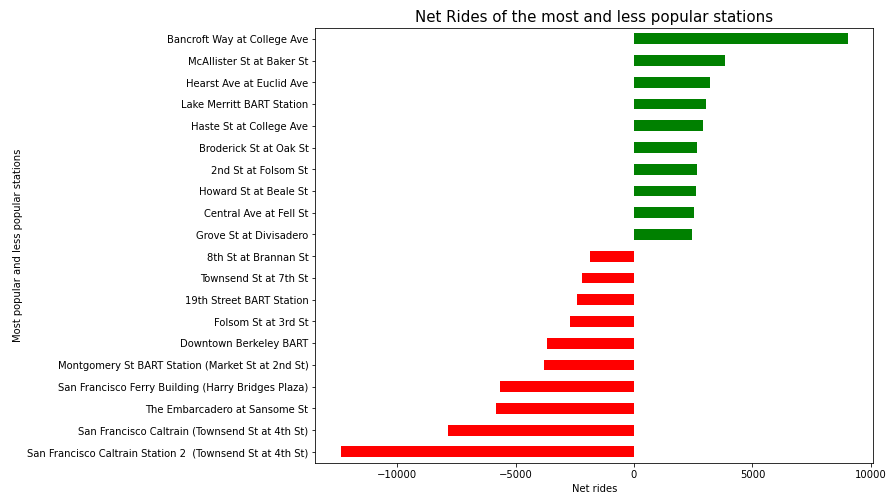 Net Rides of the most and less popular stations
Most popular and less popular stations
Bancroft Way at College Ave
McAllister St at Baker St
Hearst Ave at Euclid Ave
Lake Merritt BART Station
Haste St at College Ave
Broderick St at Oak St
2nd St at Folsom St
Howard St at Beale St
Central Ave at Fell St
Grove St at Divisadero
8th St at Brannan St
Townsend St at 7th St
19th Street BART Station
Folsom St at 3rd St
Downtown Berkeley BART
Montgomery St BART Station (Market St at 2nd St)
San Francisco Ferry Building (Harry Bridges Plaza)
The Embarcadero at Sansome St
San Francisco Caltrain (Townsend St at 4th St)
San Francisco Caltrain Station 2  (Townsend St at 4th St)
−10000 −5000 0 5000 10000
Net rides